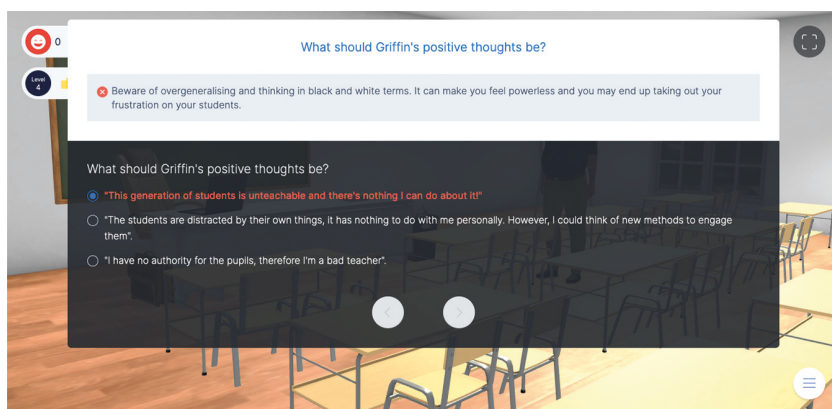 0
Level
4
What should Griffin's positive thoughts be?
Beware of overgeneralising and thinking in black and white terms. It can make you feel powerless and you may end up taking out your
frustration on your students.
What should Griffin's positive thoughts be?
"This generation of students is unteachable and there's nothing I can do about it!"
"The students are distracted by their own things, it has nothing to do with me personally. However, I could think of new methods to engage
them".
"I have no authority for the pupils, therefore I'm a bad teacher".